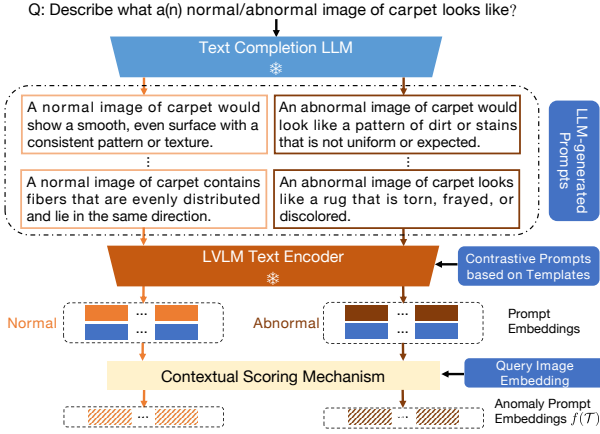 Q: Describe what a(n) normal/abnormal image of carpet looks like?
Text Completion LLM
A normal image of carpet would
show a smooth, even surface with a
consistent pattern or texture.
...
A normal image of carpet contains
fibers that are evenly distributed
and lie in the same direction.
An abnormal image of carpet would
look like a pattern of dirt or stains
that is not uniform or expected.
...
An abnormal image of carpet looks
like a rug that is torn, frayed, or
discolored.
LLM-generated
Prompts
LVLM Text Encoder
Contrastive Prompts
based on Templates
Normal
...
...
Abnormal
...
...
Prompt
Embeddings
Contextual Scoring Mechanism
Query Image
Embedding
...
...
Anomaly Prompt
Embeddings f(T)